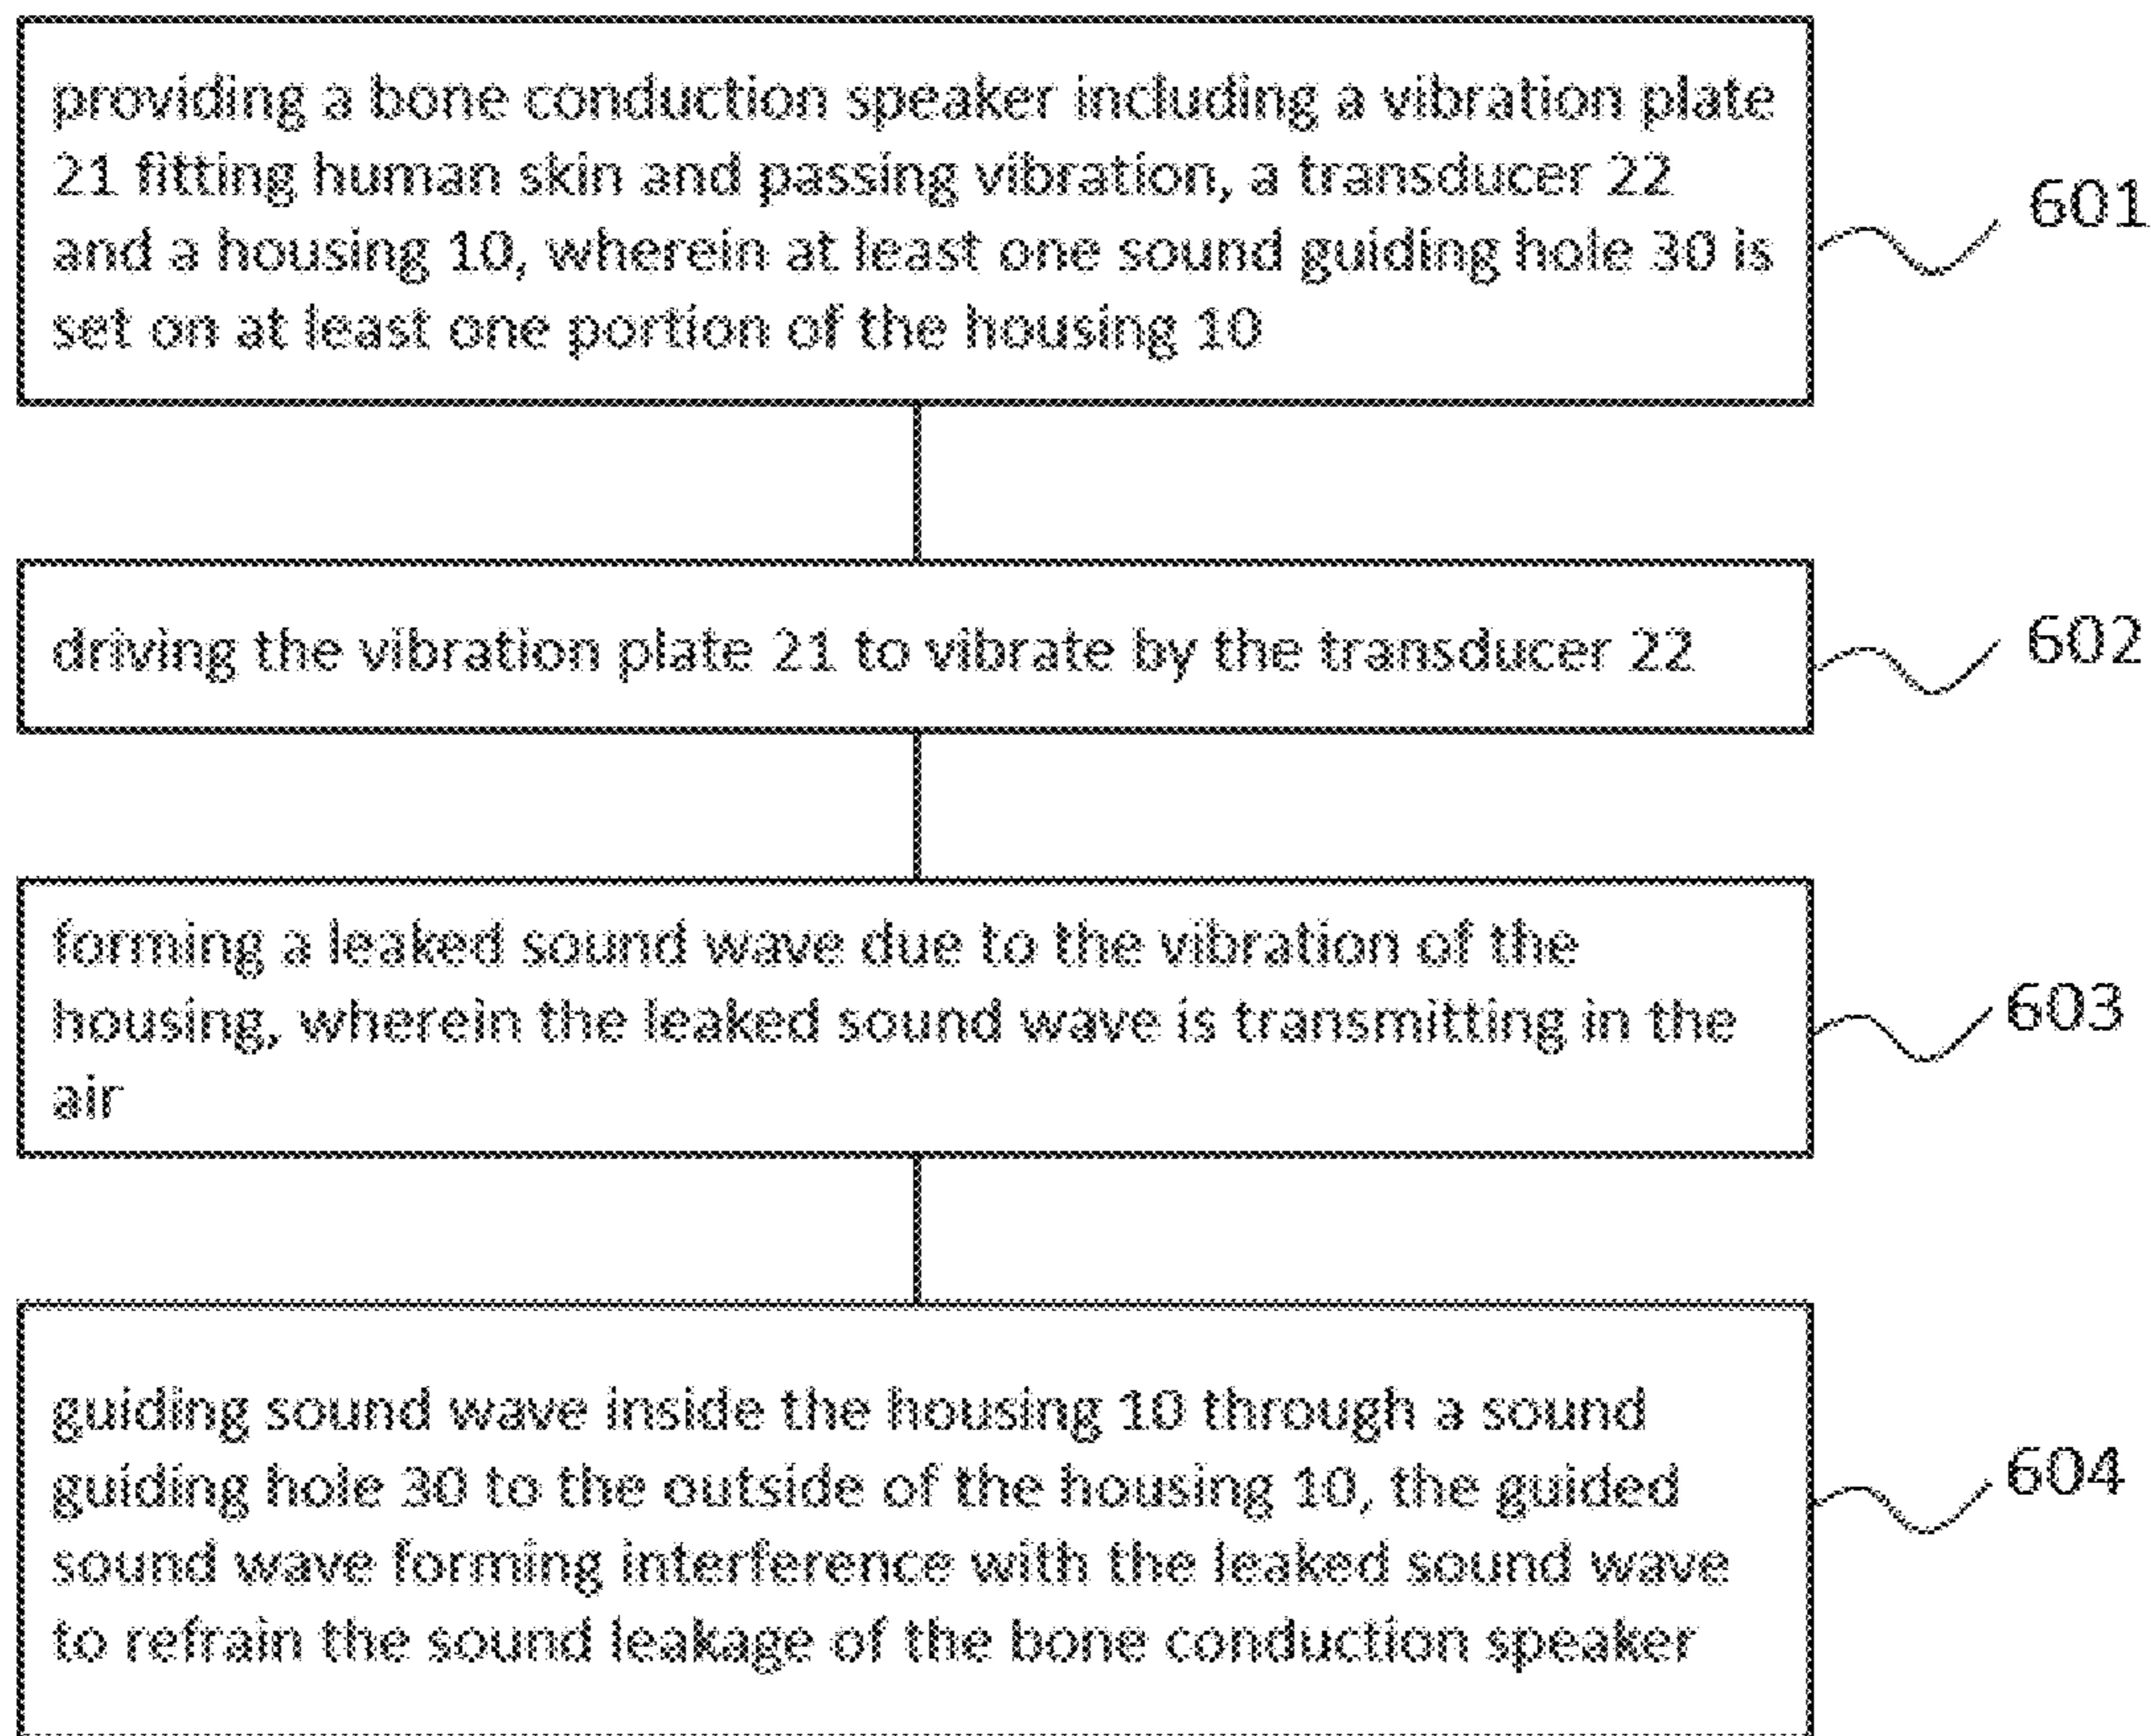 providing a bone conduction speaker including a vibration plate
21 fitting human skin and passing vibration, a transducer 22
and a housing 10, wherein at least one sound guiding hole 30 is
set on at least one portion of the housing 10
601
driving the vibration plate 21 to vibrate by the transducer 22
602
forming a leaked sound wave due to the vibration of the
housing, wherein the leaked sound wave is transmitting in the
air
603
guiding sound wave inside the housing 10 through a sound
guiding hole 30 to the outside of the housing 10, the guided
sound wave forming interference with the leaked sound wave
to refrain the sound leakage of the bone conduction speaker
604